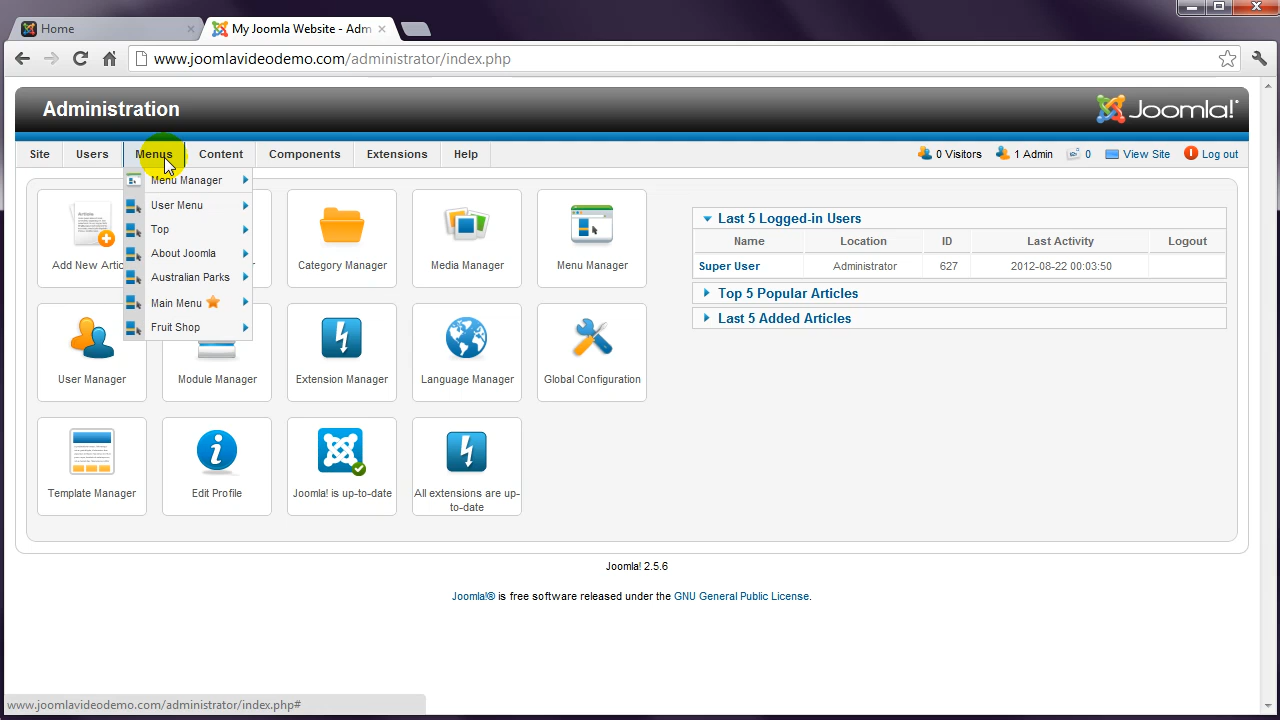 Home
My Joomla Website - Adm
www.joomlavideodemo.com/administrator/index.php
Administration
Joomla!®
Site Users Menus Content Components Extensions Help
0 Visitors 1 Admin 0 View Site Log out
Menu Manager
User Menu
Top
About Joomla
Australian Parks
Main Menu
Fruit Shop
Add New Artic
Category Manager
Media Manager
Menu Manager
User Manager
Module Manager
Extension Manager
Language Manager
Global Configuration
Template Manager
Edit Profile
Joomla! is up-to-date
All extensions are up-
to-date
Last 5 Logged-in Users
Name Location ID Last Activity Logout
Super User Administrator 627 2012-08-22 00:03:50
Top 5 Popular Articles
Last 5 Added Articles
Joomla! 2.5.6
Joomla!® is free software released under the GNU General Public License.
www.joomlavideodemo.com/administrator/index.php#